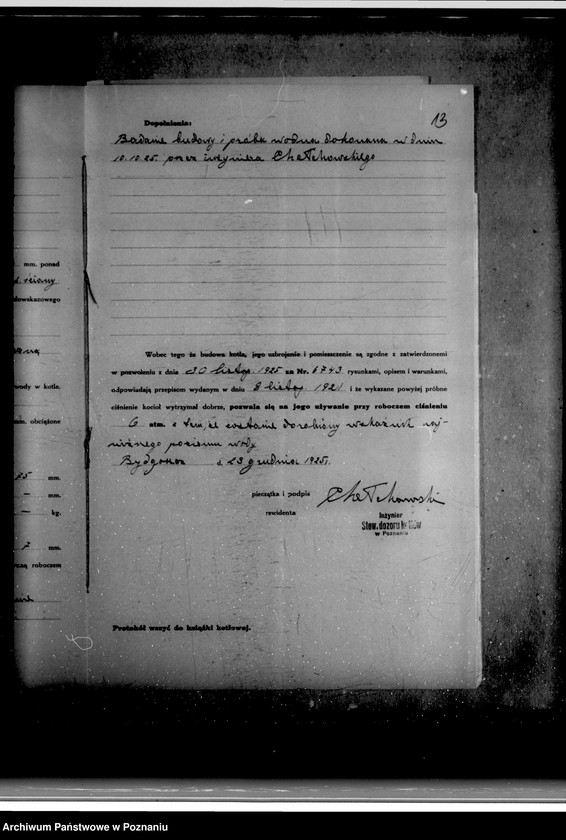 13
Dopełnienia:
Badanie budowy i próba wodna dokonana w dniu
10.10.25. przez inżyniera Chełchowskiego
mm. ponad
ściany
dowskazowego
wody w kotle.
mm. obciążone
mm.
— mm.
— kg.
7 mm.
roboczem
Wobec tego że budowa kotła, jego uzbrojenie i pomieszczenie są zgodne z zatwierdzonemi
w pozwoleniu z dnia 30 listop. 1925 za Nr. 6743 rysunkami, opisem i warunkami,
odpowiadają przepisom wydanym w dniu 8 listop 1921 i że wykazane powyżej próbne
ciśnienie kocioł wytrzymał dobrze, pozwala się na jego używanie przy roboczem ciśnieniu
6 atm. z tem, że zostanie dorobiony wskaźnik naj-
niższego poziomu wody
Bydgoszcz d 23 grudnia 1925r.
pieczątka i podpis Chełchowski
rewidenta
Inżynier
Stow. dozoru kotłów
w Poznaniu
Protokół wszyć do książki kotłowej.
Archiwum Państwowe w Poznaniu